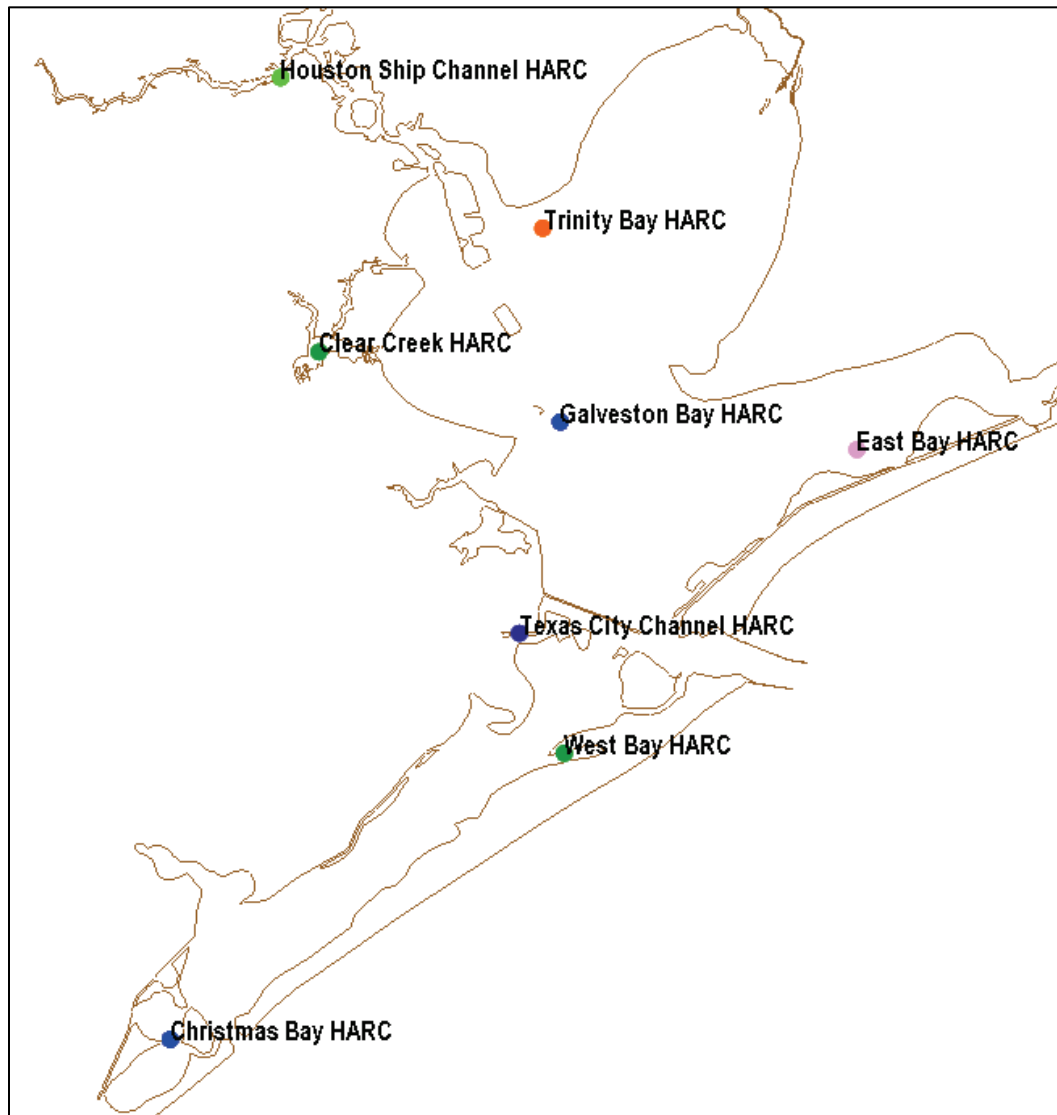 Houston Ship Channel HARC
Trinity Bay HARC
Clear Creek HARC
Galveston Bay HARC
East Bay HARC
Texas City Channel HARC
West Bay HARC
Christmas Bay HARC